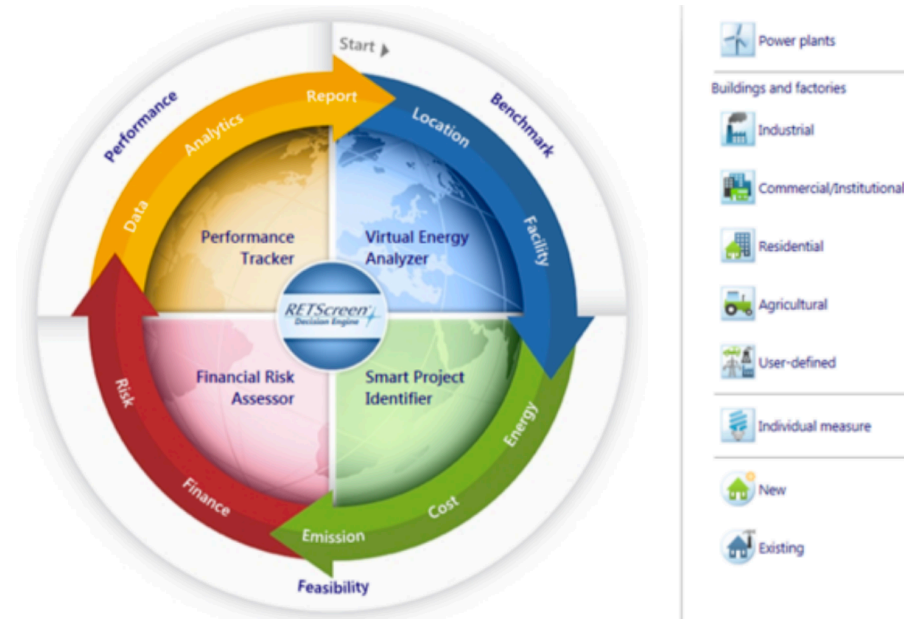 Start
Report
Location
Benchmark
Performance
Analytics
Data
Facility
Performance
Tracker
Virtual Energy
Analyzer
RETScreen
Decision Engine
Financial Risk
Assessor
Smart Project
Identifier
Risk
Energy
Finance
Cost
Emission
Feasibility
Power plants
Buildings and factories
Industrial
Commercial/Institutional
Residential
Agricultural
User-defined
Individual measure
New
Existing